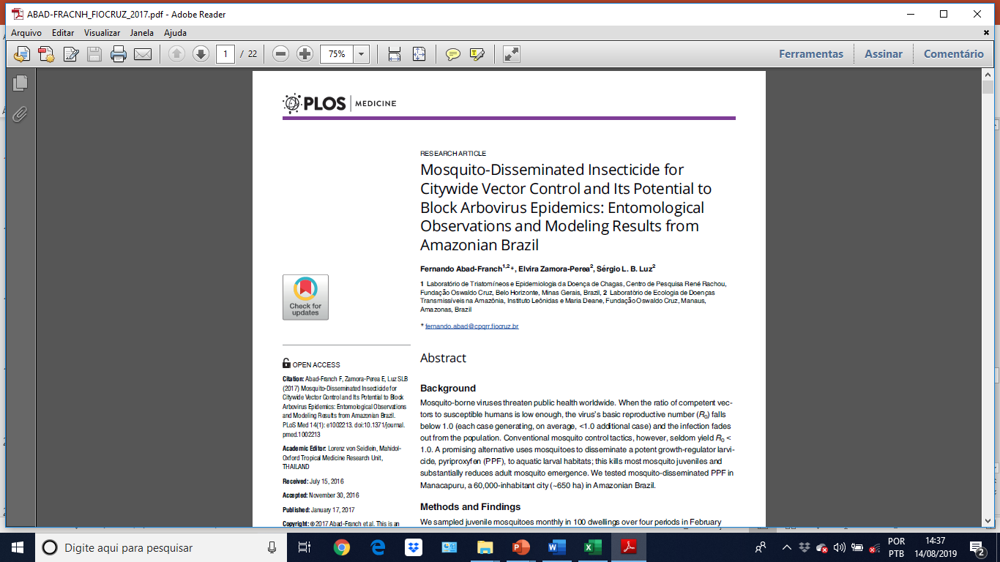 ABAD-FRACNH_FIOCRUZ_2017.pdf - Adobe Reader
Arquivo Editar Visualizar Janela Ajuda
1 / 22 75% Ferramentas Assinar Comentário
PLOS | MEDICINE
RESEARCH ARTICLE
Mosquito-Disseminated Insecticide for
Citywide Vector Control and Its Potential to
Block Arbovirus Epidemics: Entomological
Observations and Modeling Results from
Amazonian Brazil
Fernando Abad-Franch1,2*, Elvira Zamora-Perea2, Sérgio L. B. Luz2
1 Laboratório de Triatomíneos e Epidemiologia da Doença de Chagas, Centro de Pesquisa René Rachou,
Fundação Oswaldo Cruz, Belo Horizonte, Minas Gerais, Brazil, 2 Laboratório de Ecologia de Doenças
Transmissíveis na Amazônia, Instituto Leônidas e Maria Deane, Fundação Oswaldo Cruz, Manaus,
Amazonas, Brazil
* fernando.abad@cpqrr.fiocruz.br
Check for
updates
OPEN ACCESS
Citation: Abad-Franch F, Zamora-Perea E, Luz SLB
(2017) Mosquito-Disseminated Insecticide for
Citywide Vector Control and Its Potential to Block
Arbovirus Epidemics: Entomological Observations
and Modeling Results from Amazonian Brazil.
PLoS Med 14(1): e1002213. doi:10.1371/journal.
pmed.1002213
Academic Editor: Lorenz von Seidlein, Mahidol-
Oxford Tropical Medicine Research Unit,
THAILAND
Received: July 15, 2016
Accepted: November 30, 2016
Published: January 17, 2017
Copyright: © 2017 Abad-Franch et al. This is an
Abstract
Background
Mosquito-borne viruses threaten public health worldwide. When the ratio of competent vec-
tors to susceptible humans is low enough, the virus's basic reproductive number (R0) falls
below 1.0 (each case generating, on average, <1.0 additional case) and the infection fades
out from the population. Conventional mosquito control tactics, however, seldom yield R0 <
1.0. A promising alternative uses mosquitoes to disseminate a potent growth-regulator larvi-
cide, pyriproxyfen (PPF), to aquatic larval habitats; this kills most mosquito juveniles and
substantially reduces adult mosquito emergence. We tested mosquito-disseminated PPF in
Manacapuru, a 60,000-inhabitant city (~650 ha) in Amazonian Brazil.
Methods and Findings
We sampled juvenile mosquitoes monthly in 100 dwellings over four periods in February
Digite aqui para pesquisar
POR
PTB
14:37
14/08/2019
2